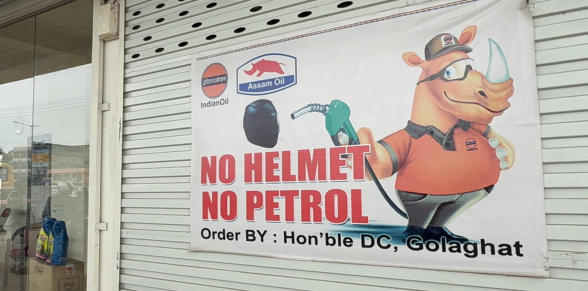 IndianOil
Assam Oil
NO HELMET
NO PETROL
Order BY : Hon'ble DC, Golaghat